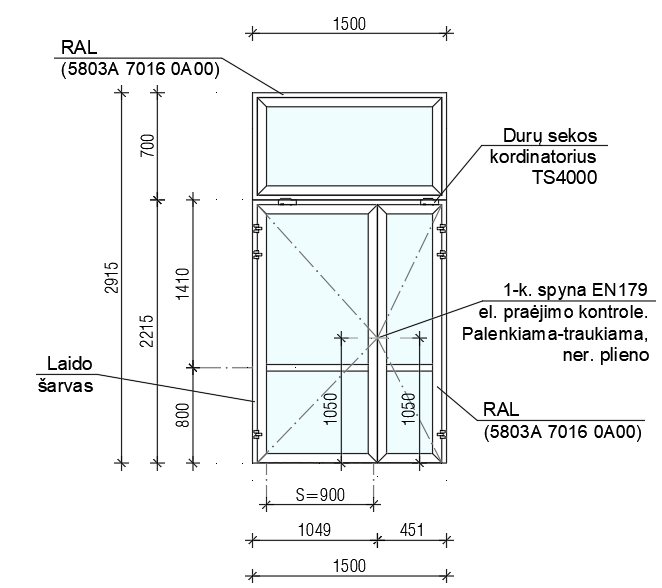 1500
RAL
(5803A 7016 0A00)
700
Durų sekos
kordinatorius
TS4000
2915
2215
1410
1-k. spyna EN179
el. praėjimo kontrole.
Palenkiama-traukiama,
ner. plieno
Laido
šarvas
800
1050
1050
RAL
(5803A 7016 0A00)
S=900
1049
451
1500